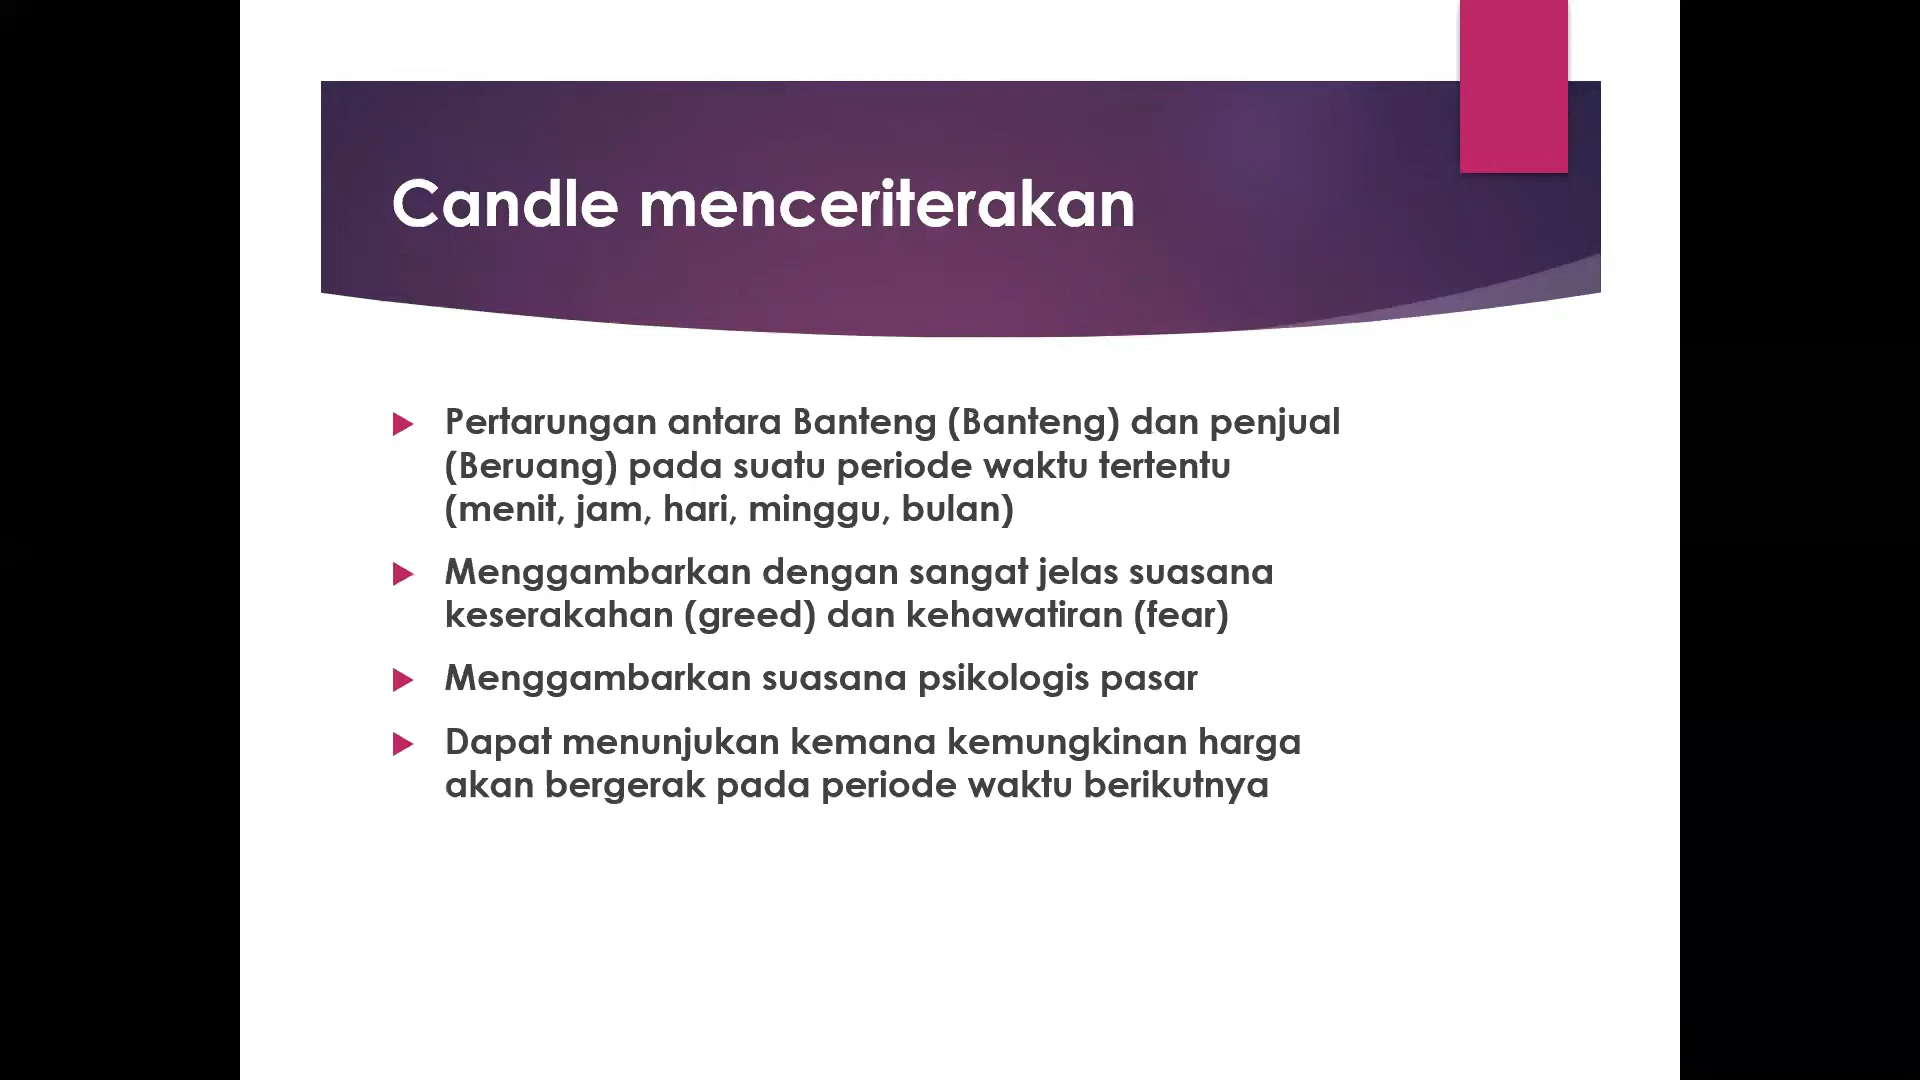 Candle menceriterakan
Pertarungan antara Banteng (Banteng) dan penjual
(Beruang) pada suatu periode waktu tertentu
(menit, jam, hari, minggu, bulan)
Menggambarkan dengan sangat jelas suasana
keserakahan (greed) dan kehawatiran (fear)
Menggambarkan suasana psikologis pasar
Dapat menunjukan kemana kemungkinan harga
akan bergerak pada periode waktu berikutnya